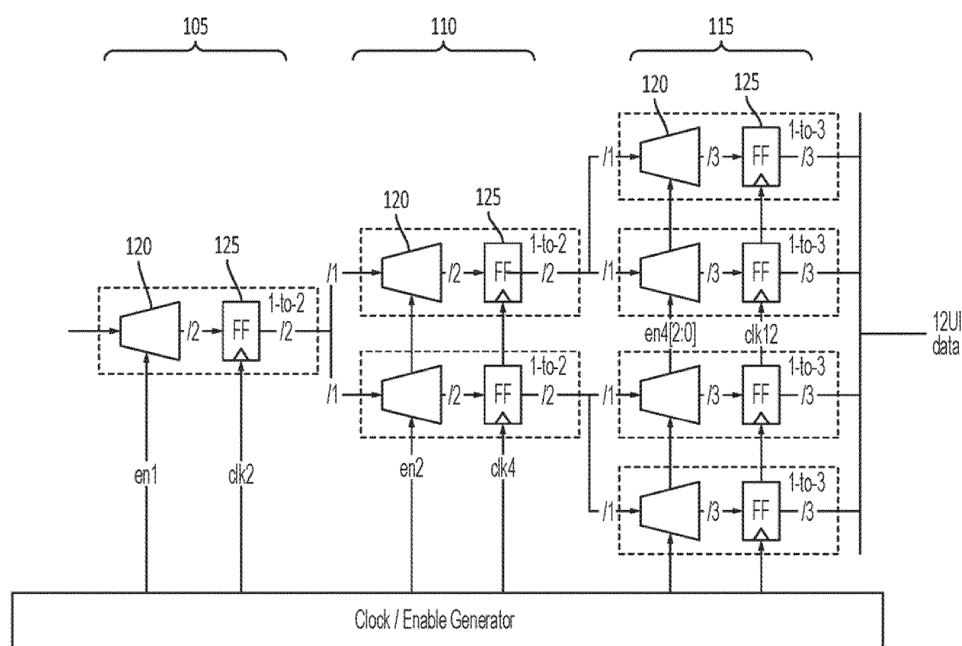 105
110
115
120
125
1-to-3
/1
/3
FF
/3
120
125
1-to-2
/1
/2
FF
/2
/1
1-to-3
/3
FF
/3
120
125
1-to-2
/2
FF
/2
en4[2:0]
clk12
12UI
data
/1
1-to-2
/2
FF
/2
/1
1-to-3
/3
FF
/3
en1
clk2
en2
clk4
/1
1-to-3
/3
FF
/3
Clock / Enable Generator